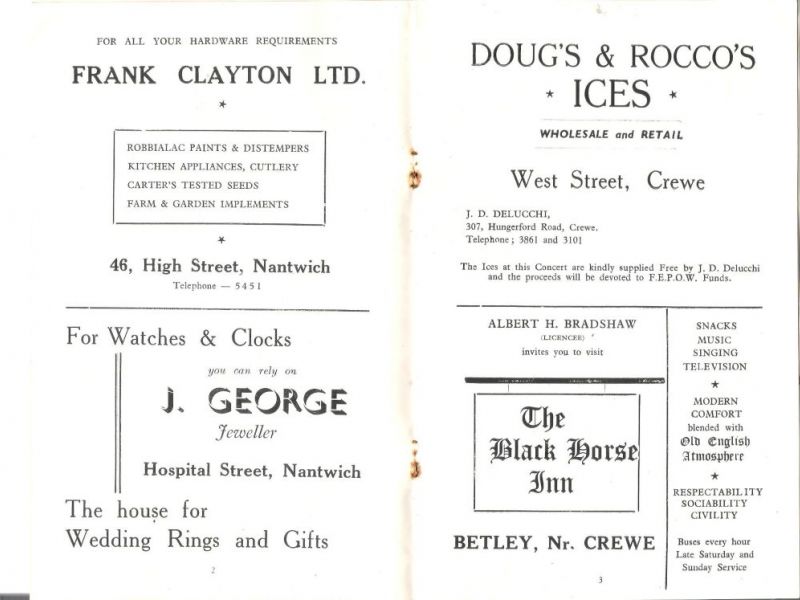 FOR ALL YOUR HARDWARE REQUIREMENTS
FRANK CLAYTON LTD.
ROBBIALAC PAINTS & DISTEMPERS
KITCHEN APPLIANCES, CUTLERY
CARTER'S TESTED SEEDS
FARM & GARDEN IMPLEMENTS
46, High Street, Nantwich
Telephone — 5451
For Watches & Clocks
you can rely on
J. GEORGE
Jeweller
Hospital Street, Nantwich
The house for
Wedding Rings and Gifts
2
DOUG'S & ROCCO'S
ICES
WHOLESALE and RETAIL
West Street, Crewe
J. D. DELUCCHI,
307, Hungerford Road, Crewe.
Telephone; 3861 and 3101
The Ices at this Concert are kindly supplied Free by J. D. Delucchi
and the proceeds will be devoted to F.E.P.O.W. Funds.
ALBERT H. BRADSHAW
(LICENCEE)
invites you to visit
The
Black Horse
Inn
BETLEY, Nr. CREWE
SNACKS
MUSIC
SINGING
TELEVISION
MODERN
COMFORT
blended with
Old English
Atmosphere
RESPECTABILITY
SOCIABILITY
CIVILITY
Buses every hour
Late Saturday and
Sunday Service
3